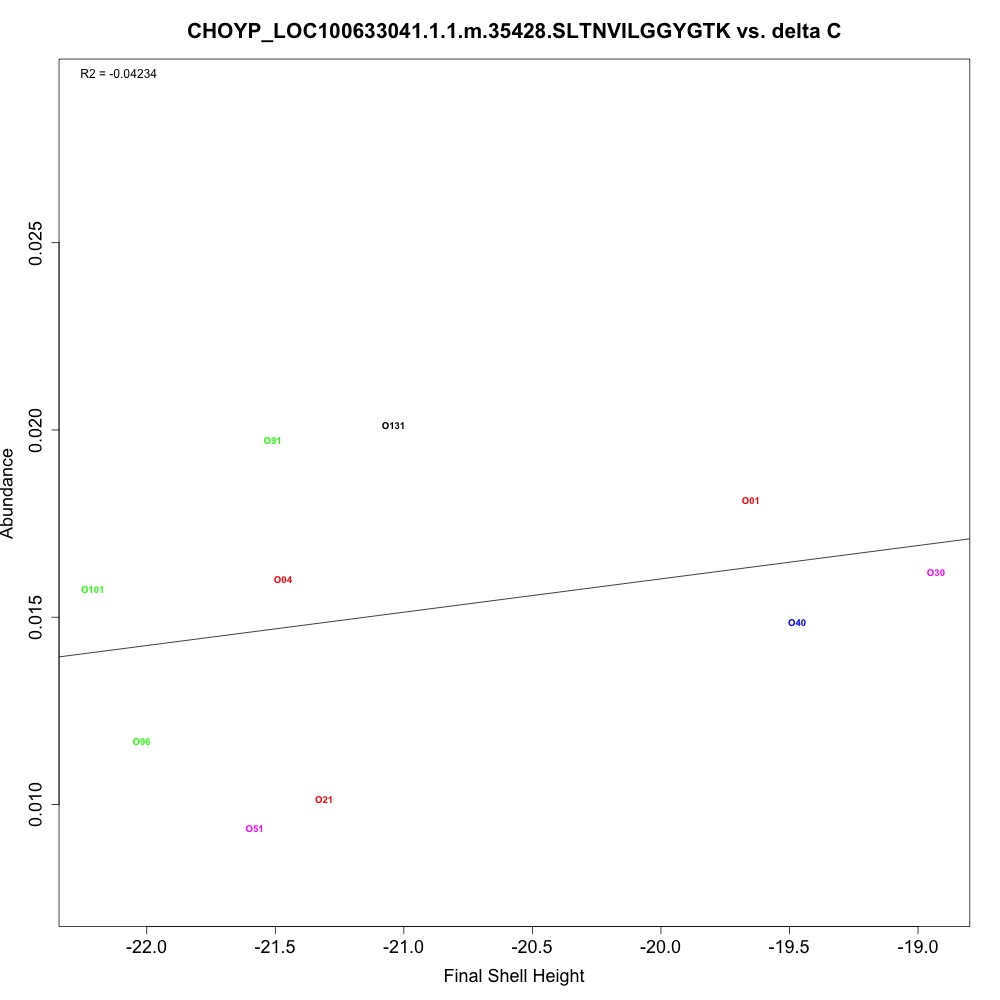 CHOYP_LOC100633041.1.1.m.35428.SLTNVILGGYGTK vs. delta C
R2 = -0.04234
0.025
0.020
0.015
0.010
Abundance
O131
O91
O01
O04
O30
O101
O40
O96
O21
O51
-22.0 -21.5 -21.0 -20.5 -20.0 -19.5 -19.0
Final Shell Height